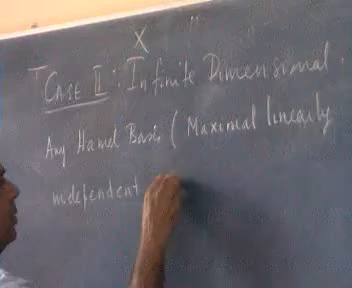 X
CASE II : Infinite Dimensional.
Any Hamel Basis ( Maximal linearly
independent